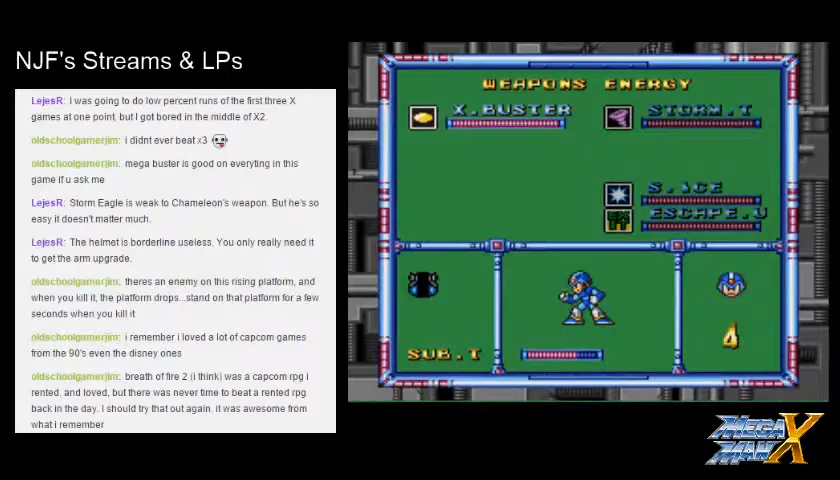 NJF's Streams & LPs
LejesR: I was going to do low percent runs of the first three X
games at one point, but I got bored in the middle of X2.
oldschoolgamerjim: i didnt ever beat x3
oldschoolgamerjim: mega buster is good on everyting in this
game if u ask me
LejesR: Storm Eagle is weak to Chameleon's weapon. But he's so
easy it doesn't matter much.
LejesR: The helmet is borderline useless. You only really need it
to get the arm upgrade.
oldschoolgamerjim: theres an enemy on this rising platform, and
when you kill it, the platform drops...stand on that platform for a few
seconds when you kill it
oldschoolgamerjim: i remember i loved a lot of capcom games
from the 90's even the disney ones
oldschoolgamerjim: breath of fire 2 (i think) was a capcom rpg i
rented, and loved, but there was never time to beat a rented rpg
back in the day. I should try that out again, it was awesome from
what i remember
WEAPONS ENERGY
X.BUSTER
STORM.T
S.ICE
EX
IT
ESCAPE.U
SUB.T
4
MEGA
MAN X